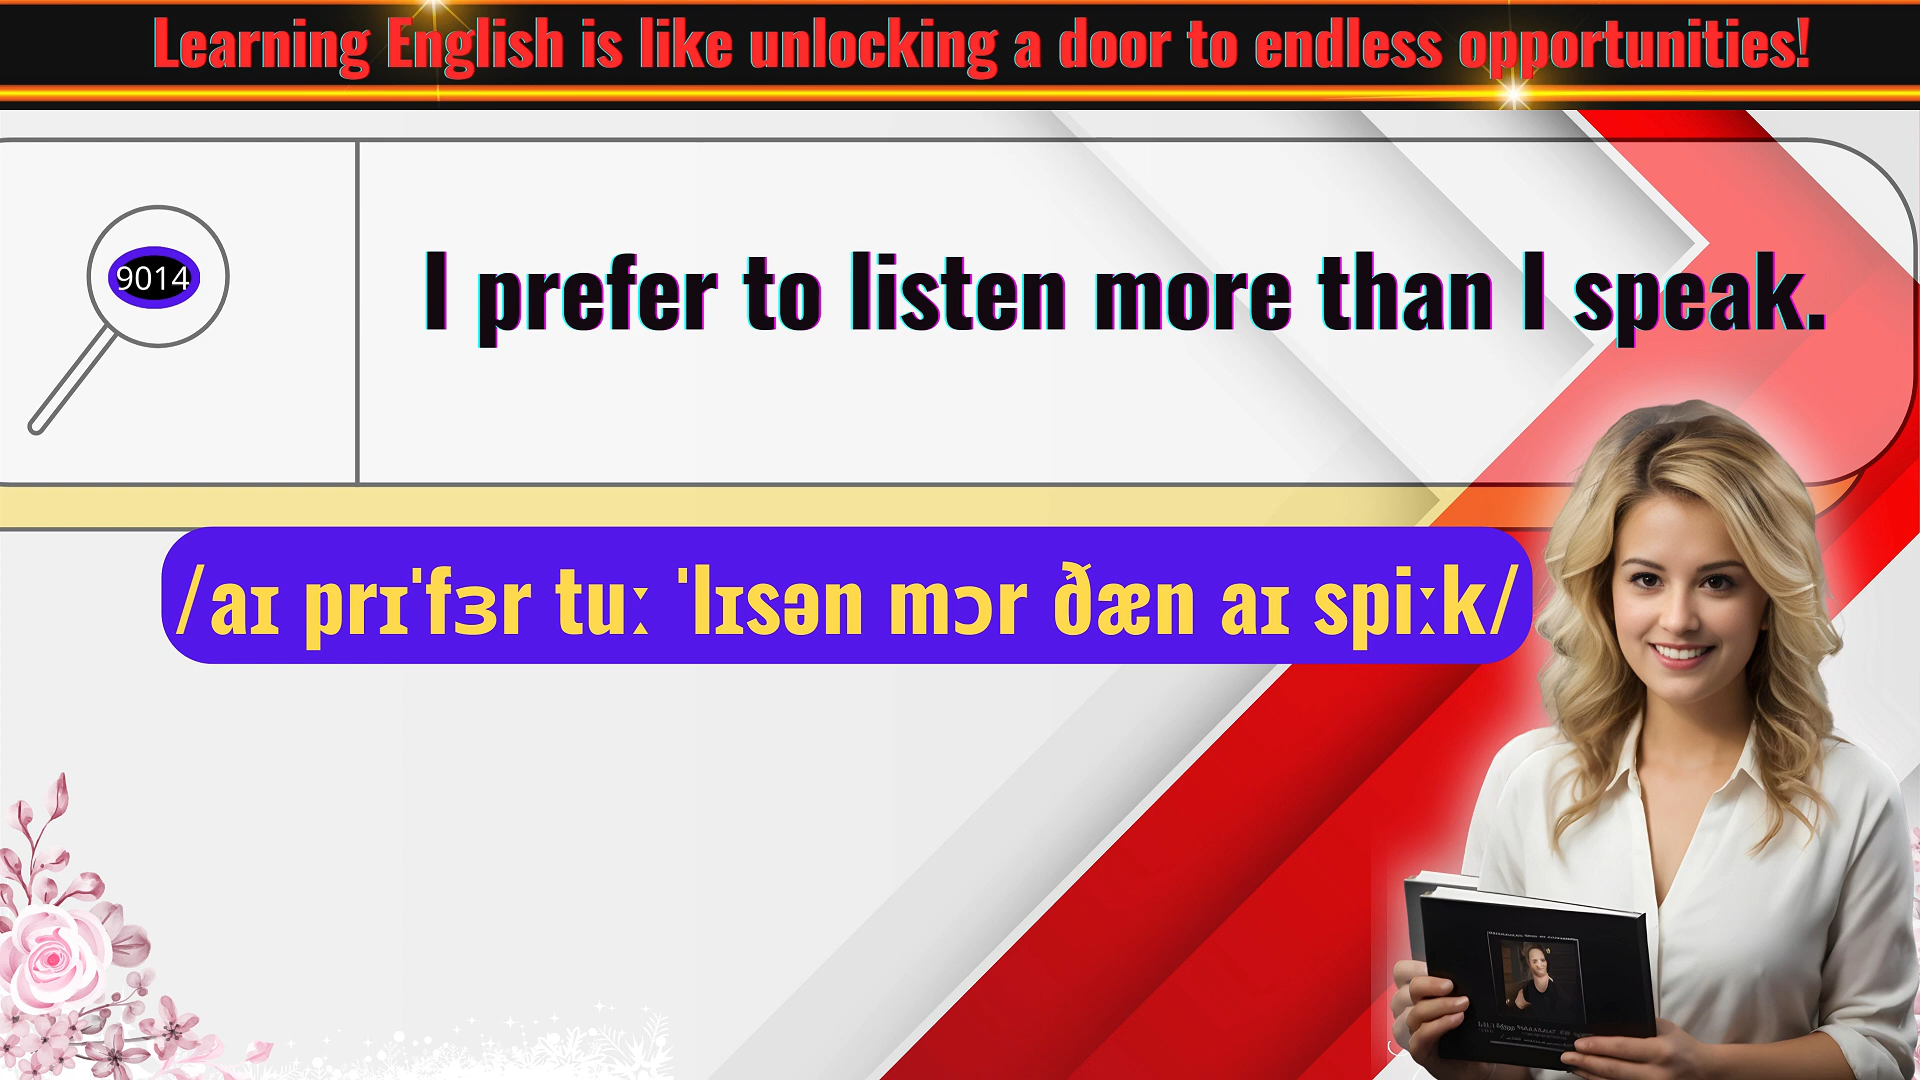 Learning English is like unlocking a door to endless opportunities!
9014
I prefer to listen more than I speak.
/aɪ prɪˈfɜr tuː ˈlɪsən mɔr ðæn aɪ spiːk/